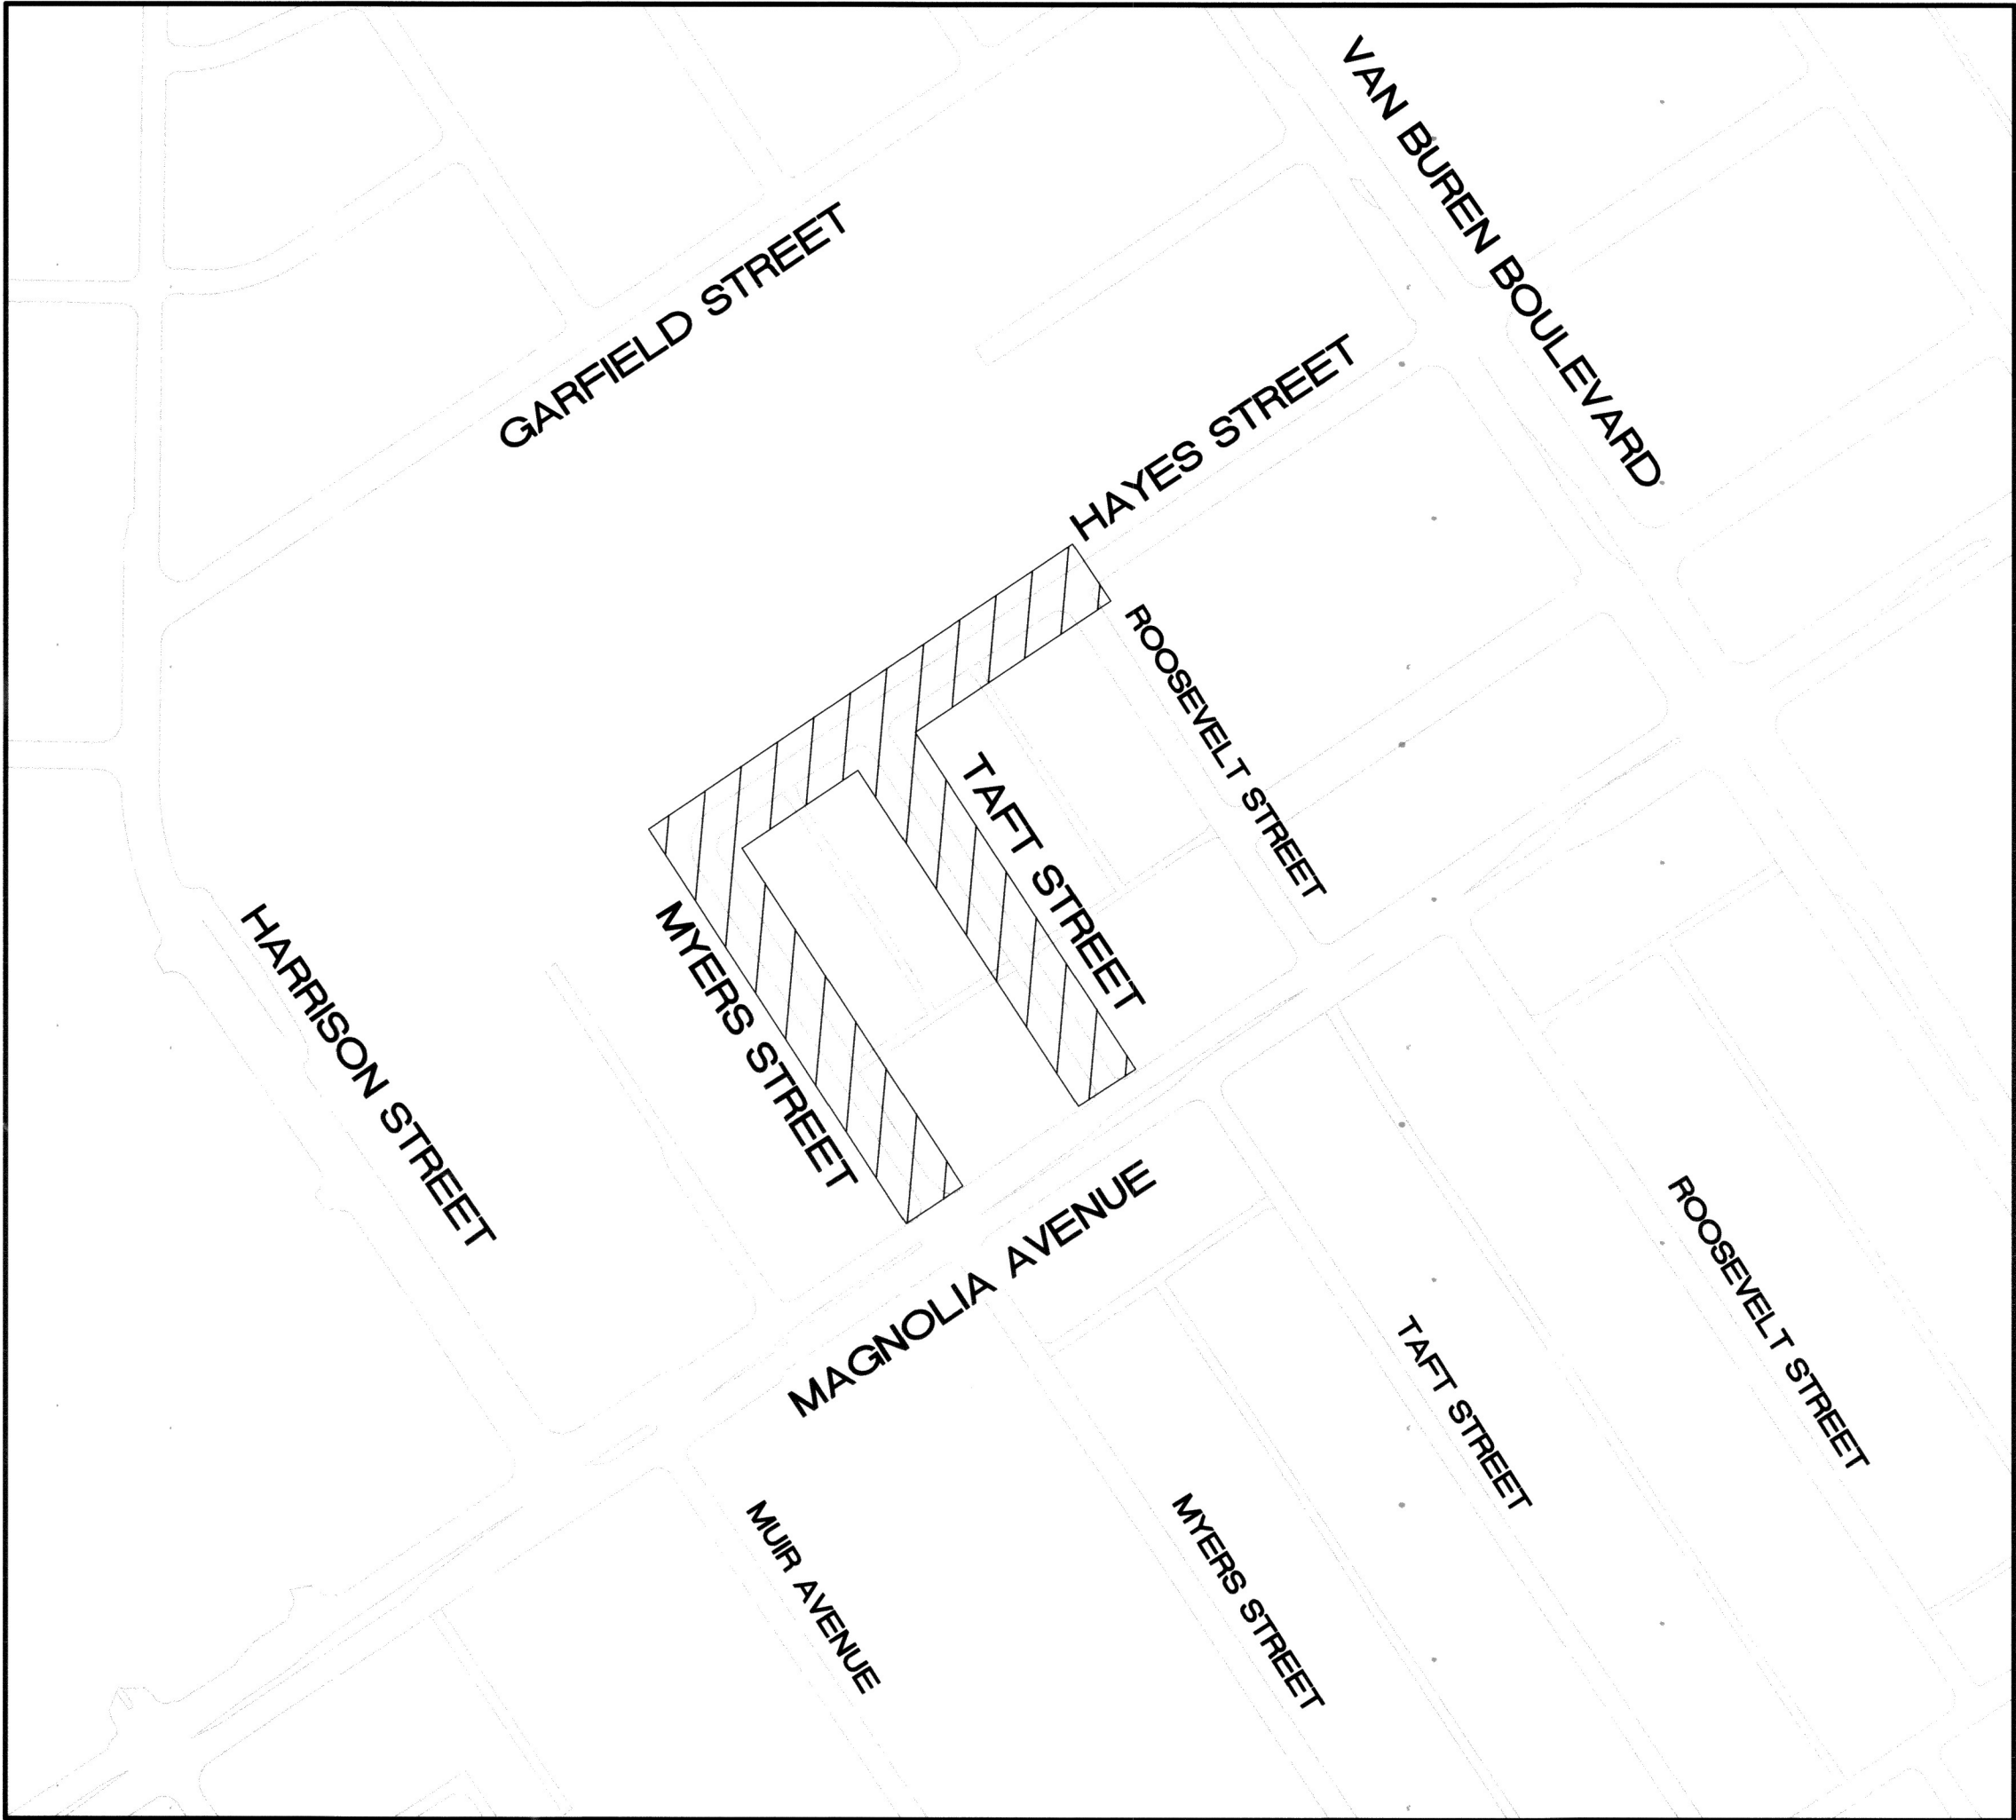 VAN BUREN BOULEVARD
GARFIELD STREET
HAYES STREET
ROOSEVELT STREET
TAFT STREET
MYERS STREET
HARRISON STREET
MAGNOLIA AVENUE
ROOSEVELT STREET
TAFT STREET
MYERS STREET
MUIR AVENUE